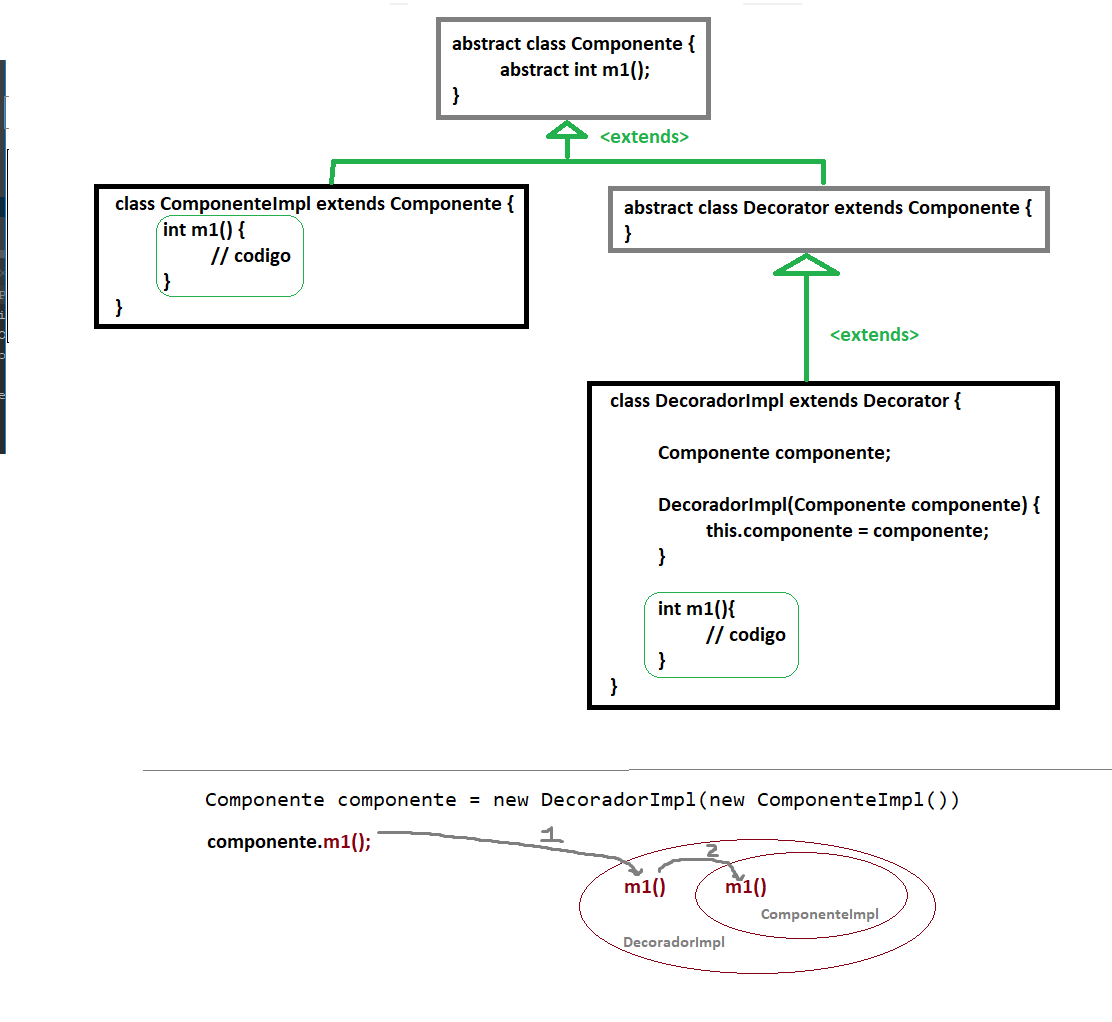 abstract class Componente {
abstract int m1();
}
<extends>
class ComponenteImpl extends Componente {
int m1() {
// codigo
}
}
abstract class Decorator extends Componente {
}
<extends>
class DecoradorImpl extends Decorator {
Componente componente;
DecoradorImpl(Componente componente) {
this.componente = componente;
}
int m1(){
// codigo
}
}
Componente componente = new DecoradorImpl(new ComponenteImpl())
componente.m1();
1
2
m1()
m1()
ComponenteImpl
DecoradorImpl